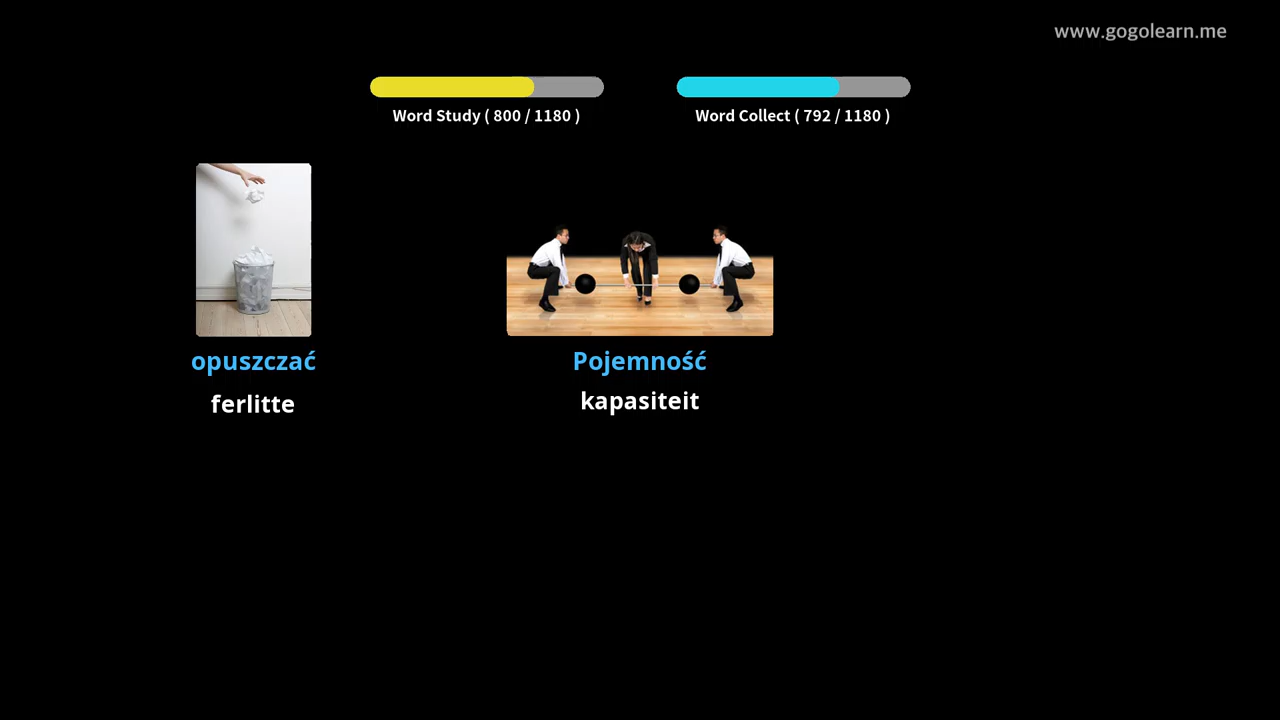 www.gogolearn.me
Word Study ( 800 / 1180 )
Word Collect ( 792 / 1180 )
opuszczać
ferlitte
Pojemność
kapasiteit